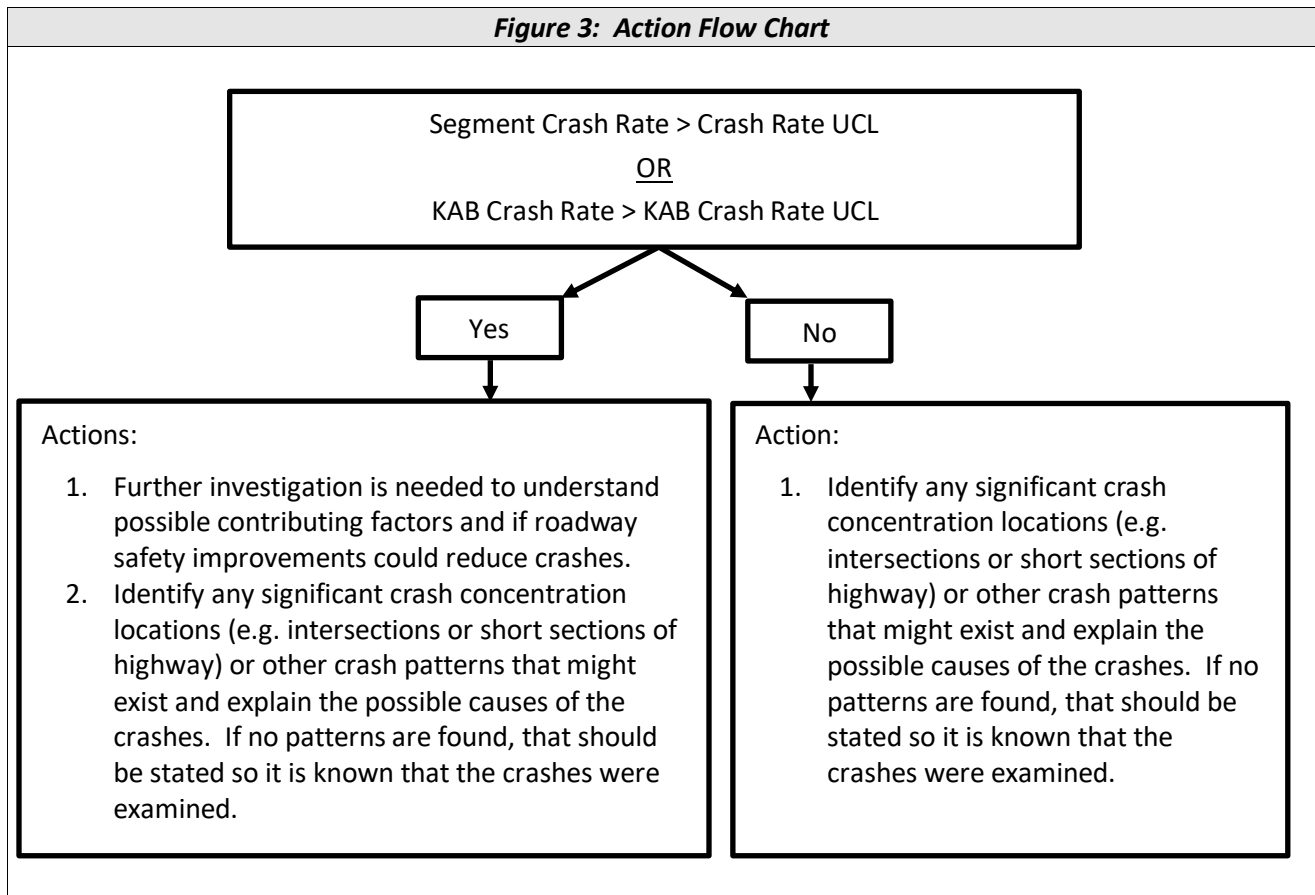 Figure 3:  Action Flow Chart
Segment Crash Rate > Crash Rate UCL
OR
KAB Crash Rate > KAB Crash Rate UCL
Yes
No
Actions:
1. Further investigation is needed to understand
possible contributing factors and if roadway
safety improvements could reduce crashes.
2. Identify any significant crash concentration
locations (e.g. intersections or short sections of
highway) or other crash patterns that might
exist and explain the possible causes of the
crashes.  If no patterns are found, that should
be stated so it is known that the crashes were
examined.
Action:
1. Identify any significant crash
concentration locations (e.g.
intersections or short sections of
highway) or other crash patterns
that might exist and explain the
possible causes of the crashes.  If no
patterns are found, that should be
stated so it is known that the
crashes were examined.